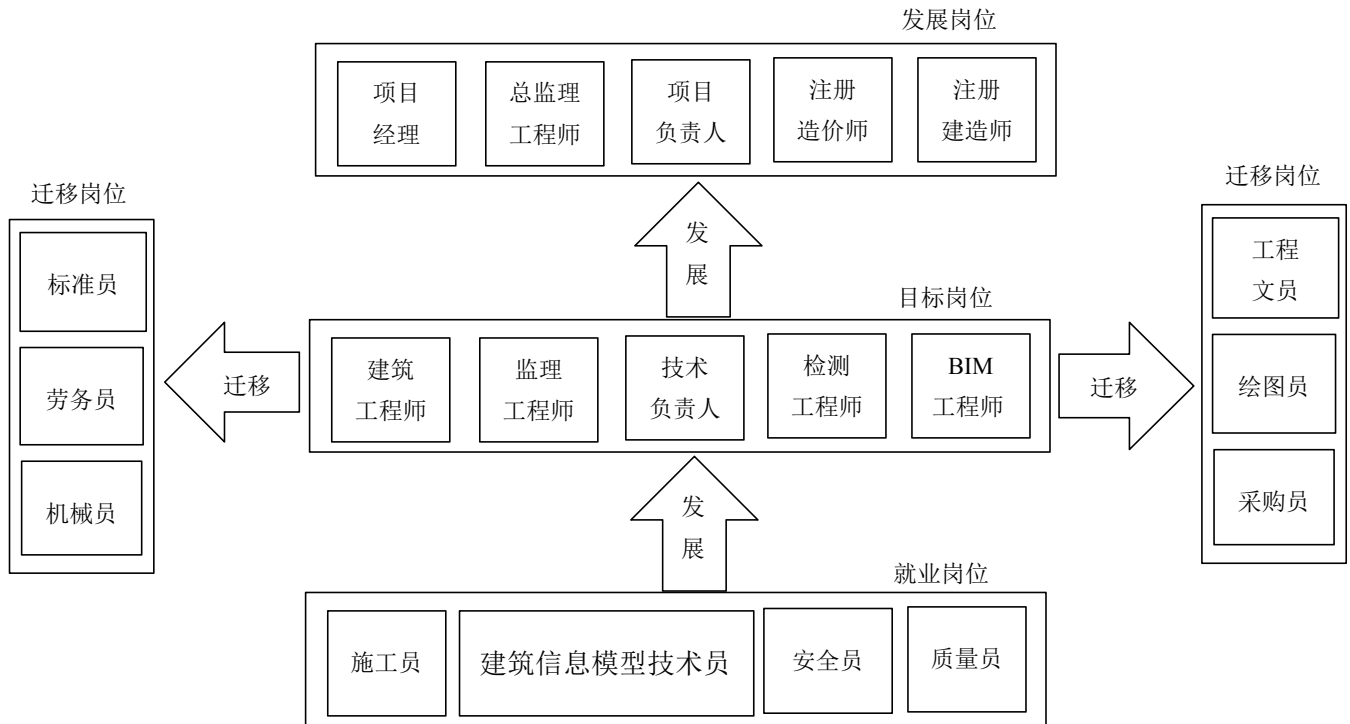 发展岗位
项目
经理
总监理
工程师
项目
负责人
注册
造价师
注册
建造师
迁移岗位
标准员
劳务员
机械员
迁移岗位
工程
文员
绘图员
采购员
发
展
目标岗位
迁移
建筑
工程师
监理
工程师
技术
负责人
检测
工程师
BIM
工程师
迁移
发
展
就业岗位
施工员
建筑信息模型技术员
安全员
质量员